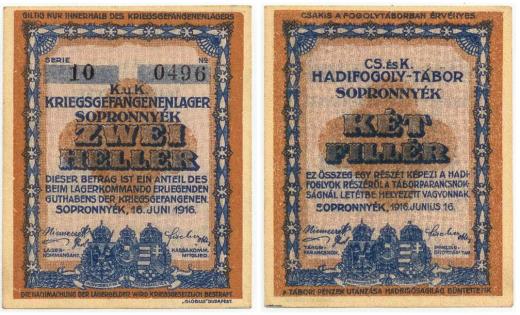 GILTIG NUR INNERHALB DES KRIEGSGEFANGENENLAGERS
SERIE Nº
10 0496
K.u.K.
KRIEGSGEFANGENENLAGER
SOPRONNYÉK
ZWEI
HELLER
DIESER BETRAG IST EIN ANTEIL DES
BEIM LAGERKOMMANDO ERLIEGENDEN
GUTHABENS DER KRIEGSGEFANGENEN.
SOPRONNYÉK, 16. JUNI 1916.
LAGER-
KOMMANDANT.
KASSAKOMM.
MITGLIED.
DIE NACHMACHUNG DER LAGERGELDER WIRD KRIEGSGESETZLICH BESTRAFT.
„GLOBUS" BUDAPEST.
CSAKIS A FOGOLYTÁBORBAN ÉRVÉNYES
CS. ÉS K.
HADIFOGOLY-TÁBOR
SOPRONNYÉK
KÉT
FILLÉR
EZ ÖSSZEG EGY RÉSZÉT KÉPEZI A HADI-
FOGLYOK RÉSZÉRŐL A TÁBORPARANCSNOK-
SÁGNÁL LETÉTBE HELYEZETT VAGYONNAK.
SOPRONNYÉK, 1916. JUNIUS 16.
TÁBOR-
PARANCSNOK.
A TÁBORI PÉNZEK UTÁNZÁSA HADIBIRÓSÁGILAG BÜNTETTETIK.